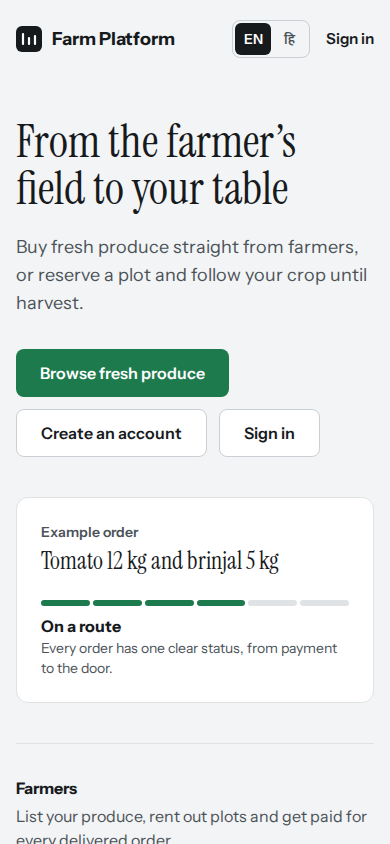 Farm Platform
EN
हि
Sign in
From the farmer’s
field to your table
Buy fresh produce straight from farmers,
or reserve a plot and follow your crop until
harvest.
Browse fresh produce
Create an account
Sign in
Example order
Tomato 12 kg and brinjal 5 kg
On a route
Every order has one clear status, from payment
to the door.
Farmers
List your produce, rent out plots and get paid for
every delivered order.